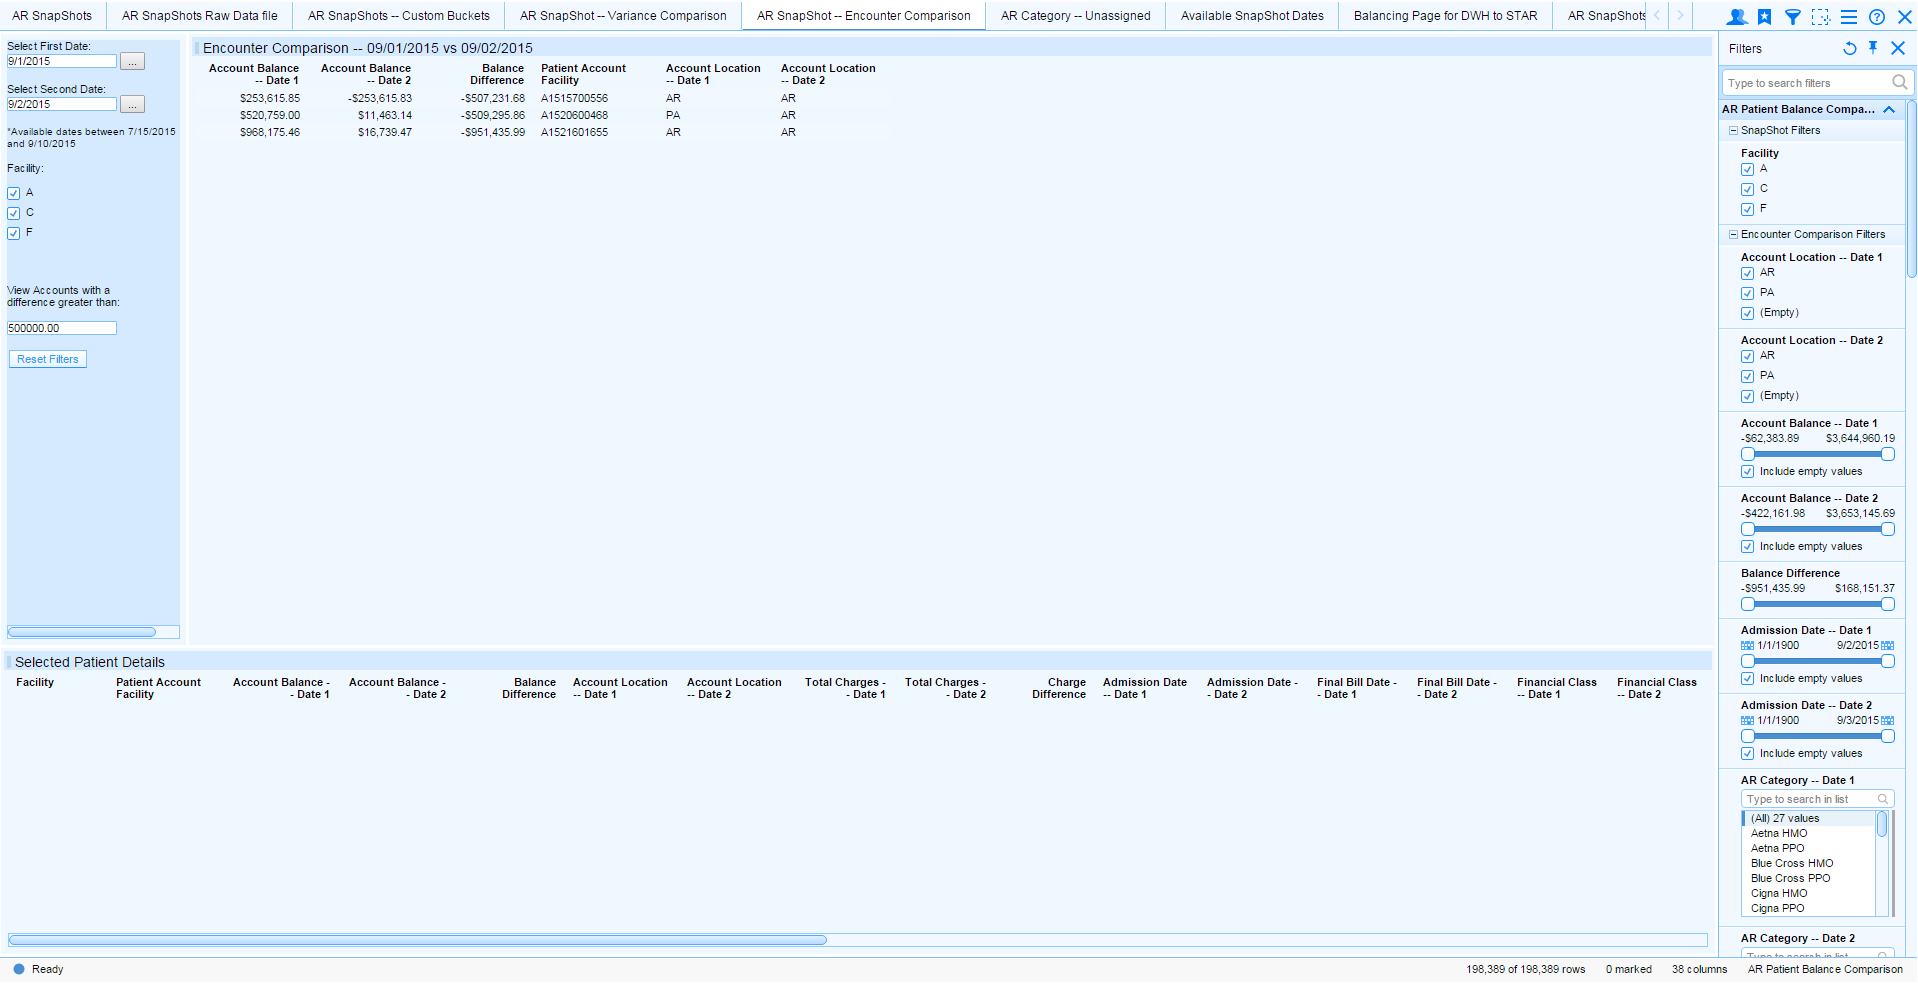 AR SnapShots
AR SnapShots Raw Data file
AR SnapShots -- Custom Buckets
AR SnapShot -- Variance Comparison
AR SnapShot -- Encounter Comparison
AR Category -- Unassigned
Available SnapShot Dates
Balancing Page for DWH to STAR
AR SnapShots
Select First Date:
9/1/2015
...
Select Second Date:
9/2/2015
...
*Available dates between 7/15/2015
and 9/10/2015
Facility:
A
C
F
View Accounts with a
difference greater than:
500000.00
Reset Filters
Encounter Comparison -- 09/01/2015 vs 09/02/2015
Account Balance Account Balance Balance Patient Account Account Location Account Location
-- Date 1 -- Date 2 Difference Facility -- Date 1 -- Date 2
$253,615.85 -$253,615.83 -$507,231.68 A1515700556 AR AR
$520,759.00 $11,463.14 -$509,295.86 A1520600468 PA AR
$968,175.46 $16,739.47 -$951,435.99 A1521601655 AR AR
Selected Patient Details
Facility Patient Account Account Balance - Account Balance - Balance Account Location Account Location Total Charges - Total Charges - Charge Admission Date Admission Date - Final Bill Date - Final Bill Date - Financial Class Financial Class
Facility - Date 1 - Date 2 Difference -- Date 1 -- Date 2 - Date 1 - Date 2 Difference -- Date 1 - Date 2 - Date 1 - Date 2 -- Date 1 -- Date 2
Filters
Type to search filters
AR Patient Balance Compa...
SnapShot Filters
Facility
A
C
F
Encounter Comparison Filters
Account Location -- Date 1
AR
PA
(Empty)
Account Location -- Date 2
AR
PA
(Empty)
Account Balance -- Date 1
-$62,383.89 $3,644,960.19
Include empty values
Account Balance -- Date 2
-$422,161.98 $3,653,145.69
Include empty values
Balance Difference
-$951,435.99 $168,151.37
Admission Date -- Date 1
1/1/1900 9/2/2015
Include empty values
Admission Date -- Date 2
1/1/1900 9/3/2015
Include empty values
AR Category -- Date 1
Type to search in list
(All) 27 values
Aetna HMO
Aetna PPO
Blue Cross HMO
Blue Cross PPO
Cigna HMO
Cigna PPO
AR Category -- Date 2
Type to search in list
Ready
198,389 of 198,389 rows 0 marked 38 columns AR Patient Balance Comparison